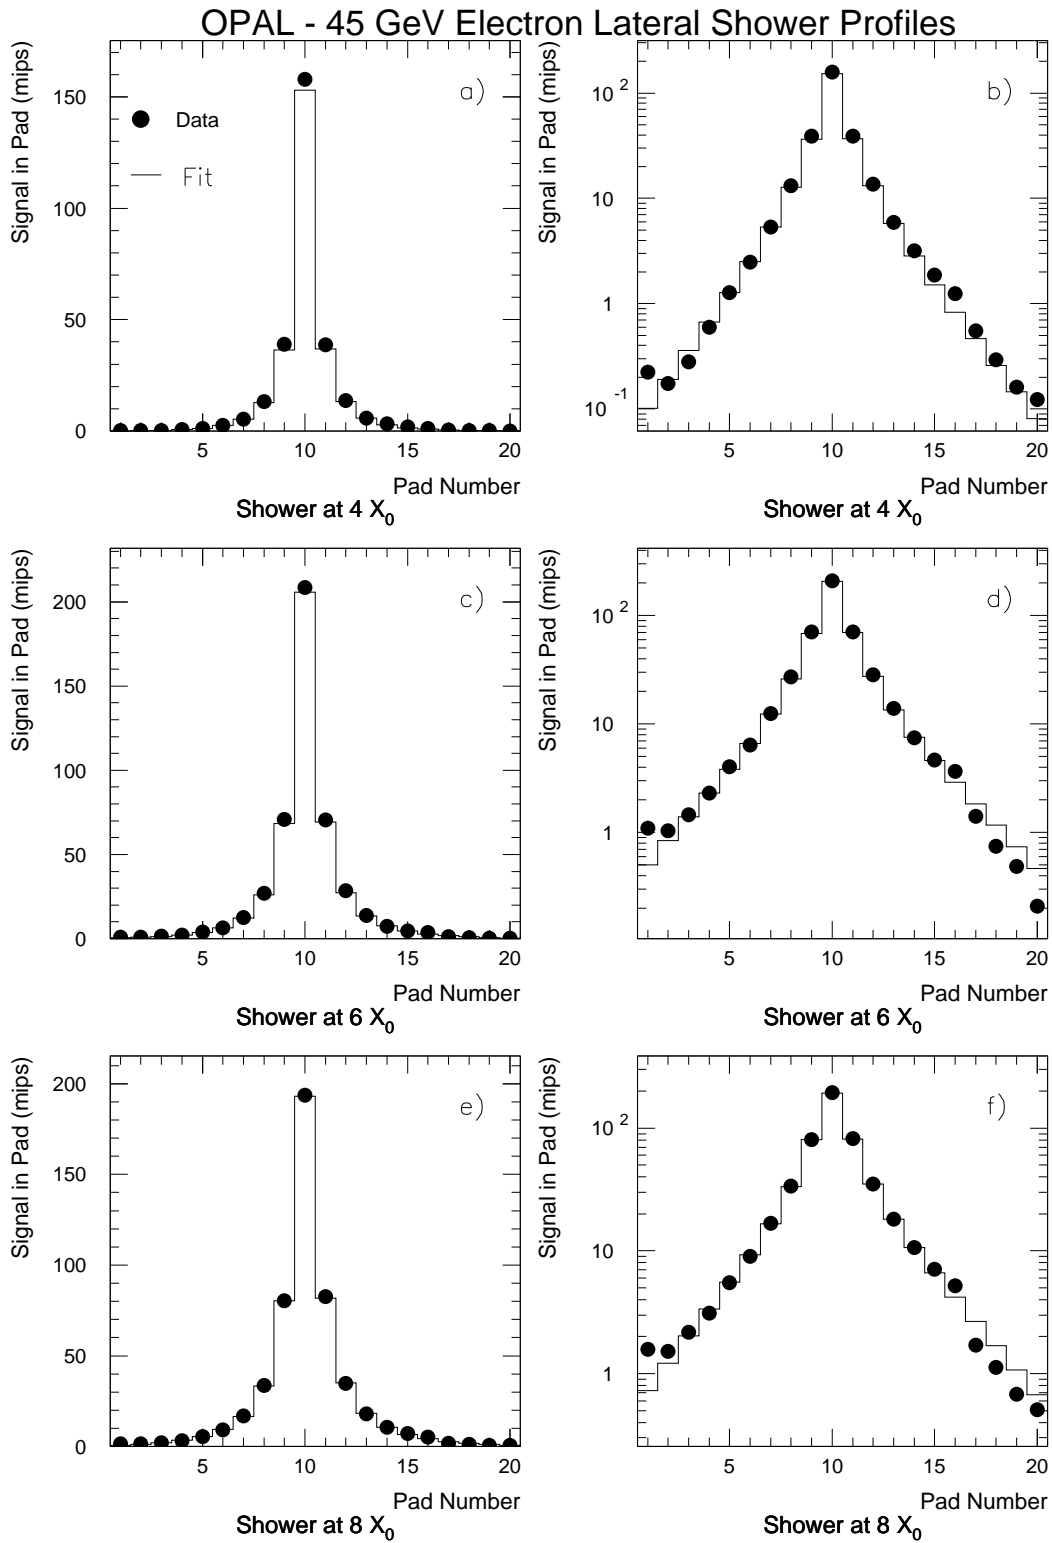 OPAL - 45 GeV Electron Lateral Shower Profiles
Signal in Pad (mips)
150
100
50
0
5
10
15
20
a)
Data
Fit
Pad Number
Shower at 4 X0
Signal in Pad (mips)
10 2
10
1
10 -1
5
10
15
20
b)
Pad Number
Shower at 4 X0
Signal in Pad (mips)
200
150
100
50
0
5
10
15
20
c)
Pad Number
Shower at 6 X0
Signal in Pad (mips)
10 2
10
1
5
10
15
20
d)
Pad Number
Shower at 6 X0
Signal in Pad (mips)
200
150
100
50
0
5
10
15
20
e)
Pad Number
Shower at 8 X0
Signal in Pad (mips)
10 2
10
1
5
10
15
20
f)
Pad Number
Shower at 8 X0